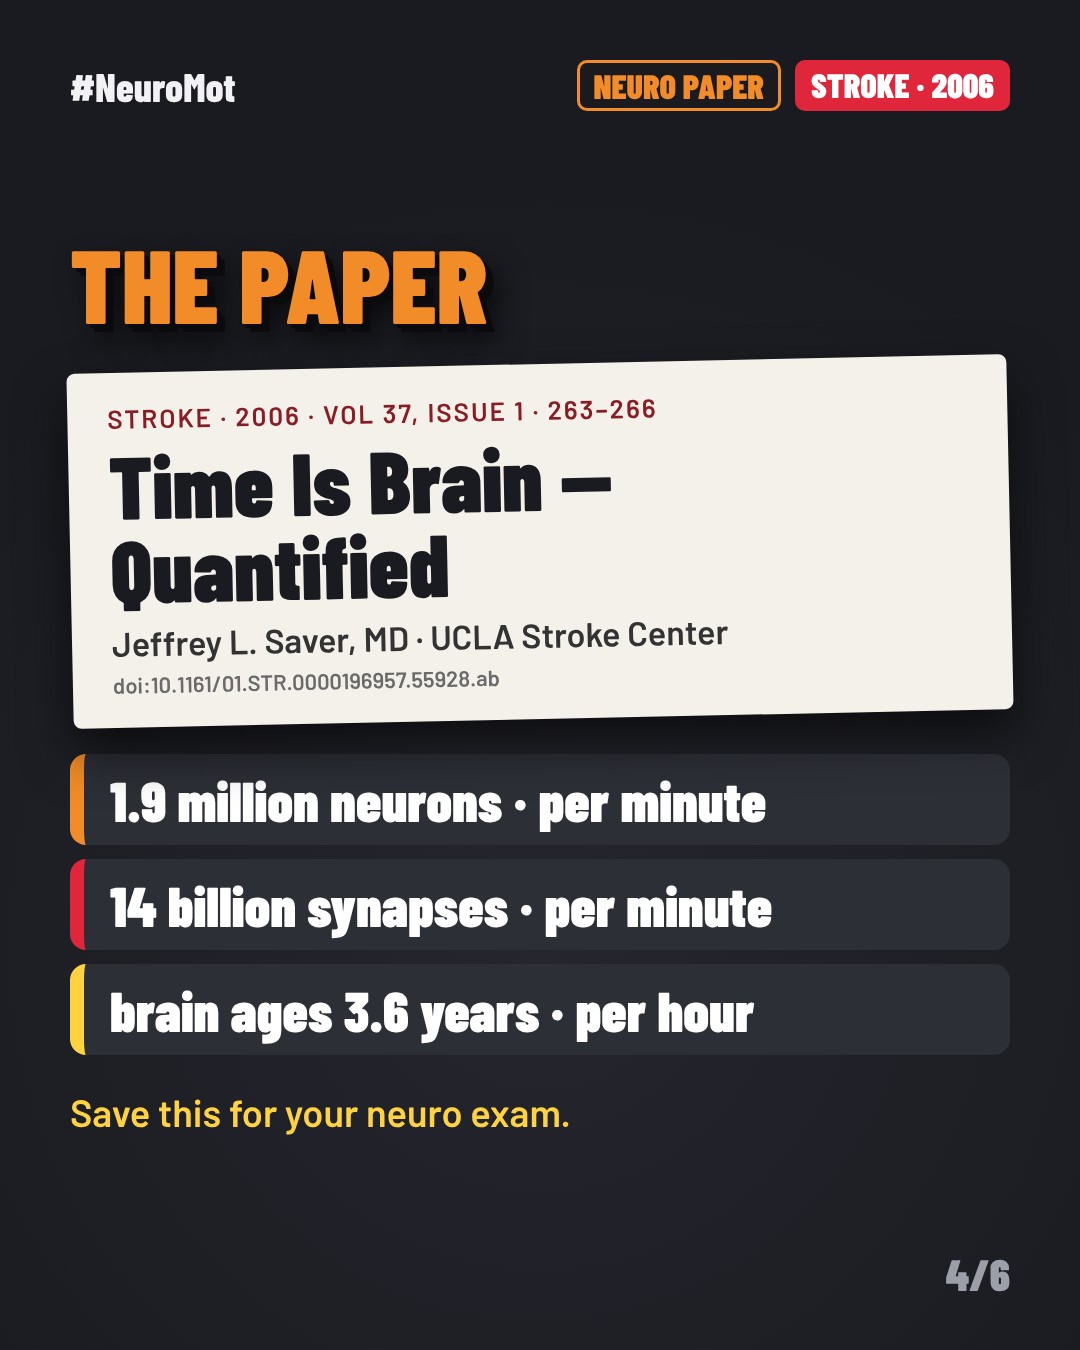 #NeuroMot
NEURO PAPER
STROKE · 2006
THE PAPER
STROKE · 2006 · VOL 37, ISSUE 1 · 263–266
Time Is Brain —
Quantified
Jeffrey L. Saver, MD · UCLA Stroke Center
doi:10.1161/01.STR.0000196957.55928.ab
1.9 million neurons · per minute
14 billion synapses · per minute
brain ages 3.6 years · per hour
Save this for your neuro exam.
4/6